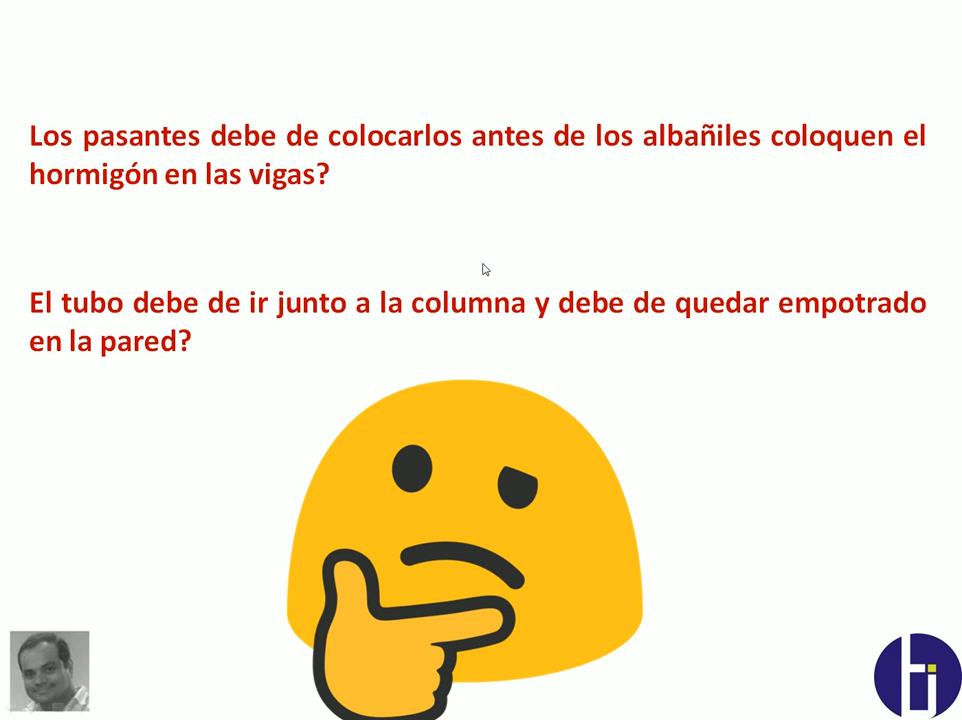 Los pasantes debe de colocarlos antes de los albañiles coloquen el
hormigón en las vigas?
El tubo debe de ir junto a la columna y debe de quedar empotrado
en la pared?